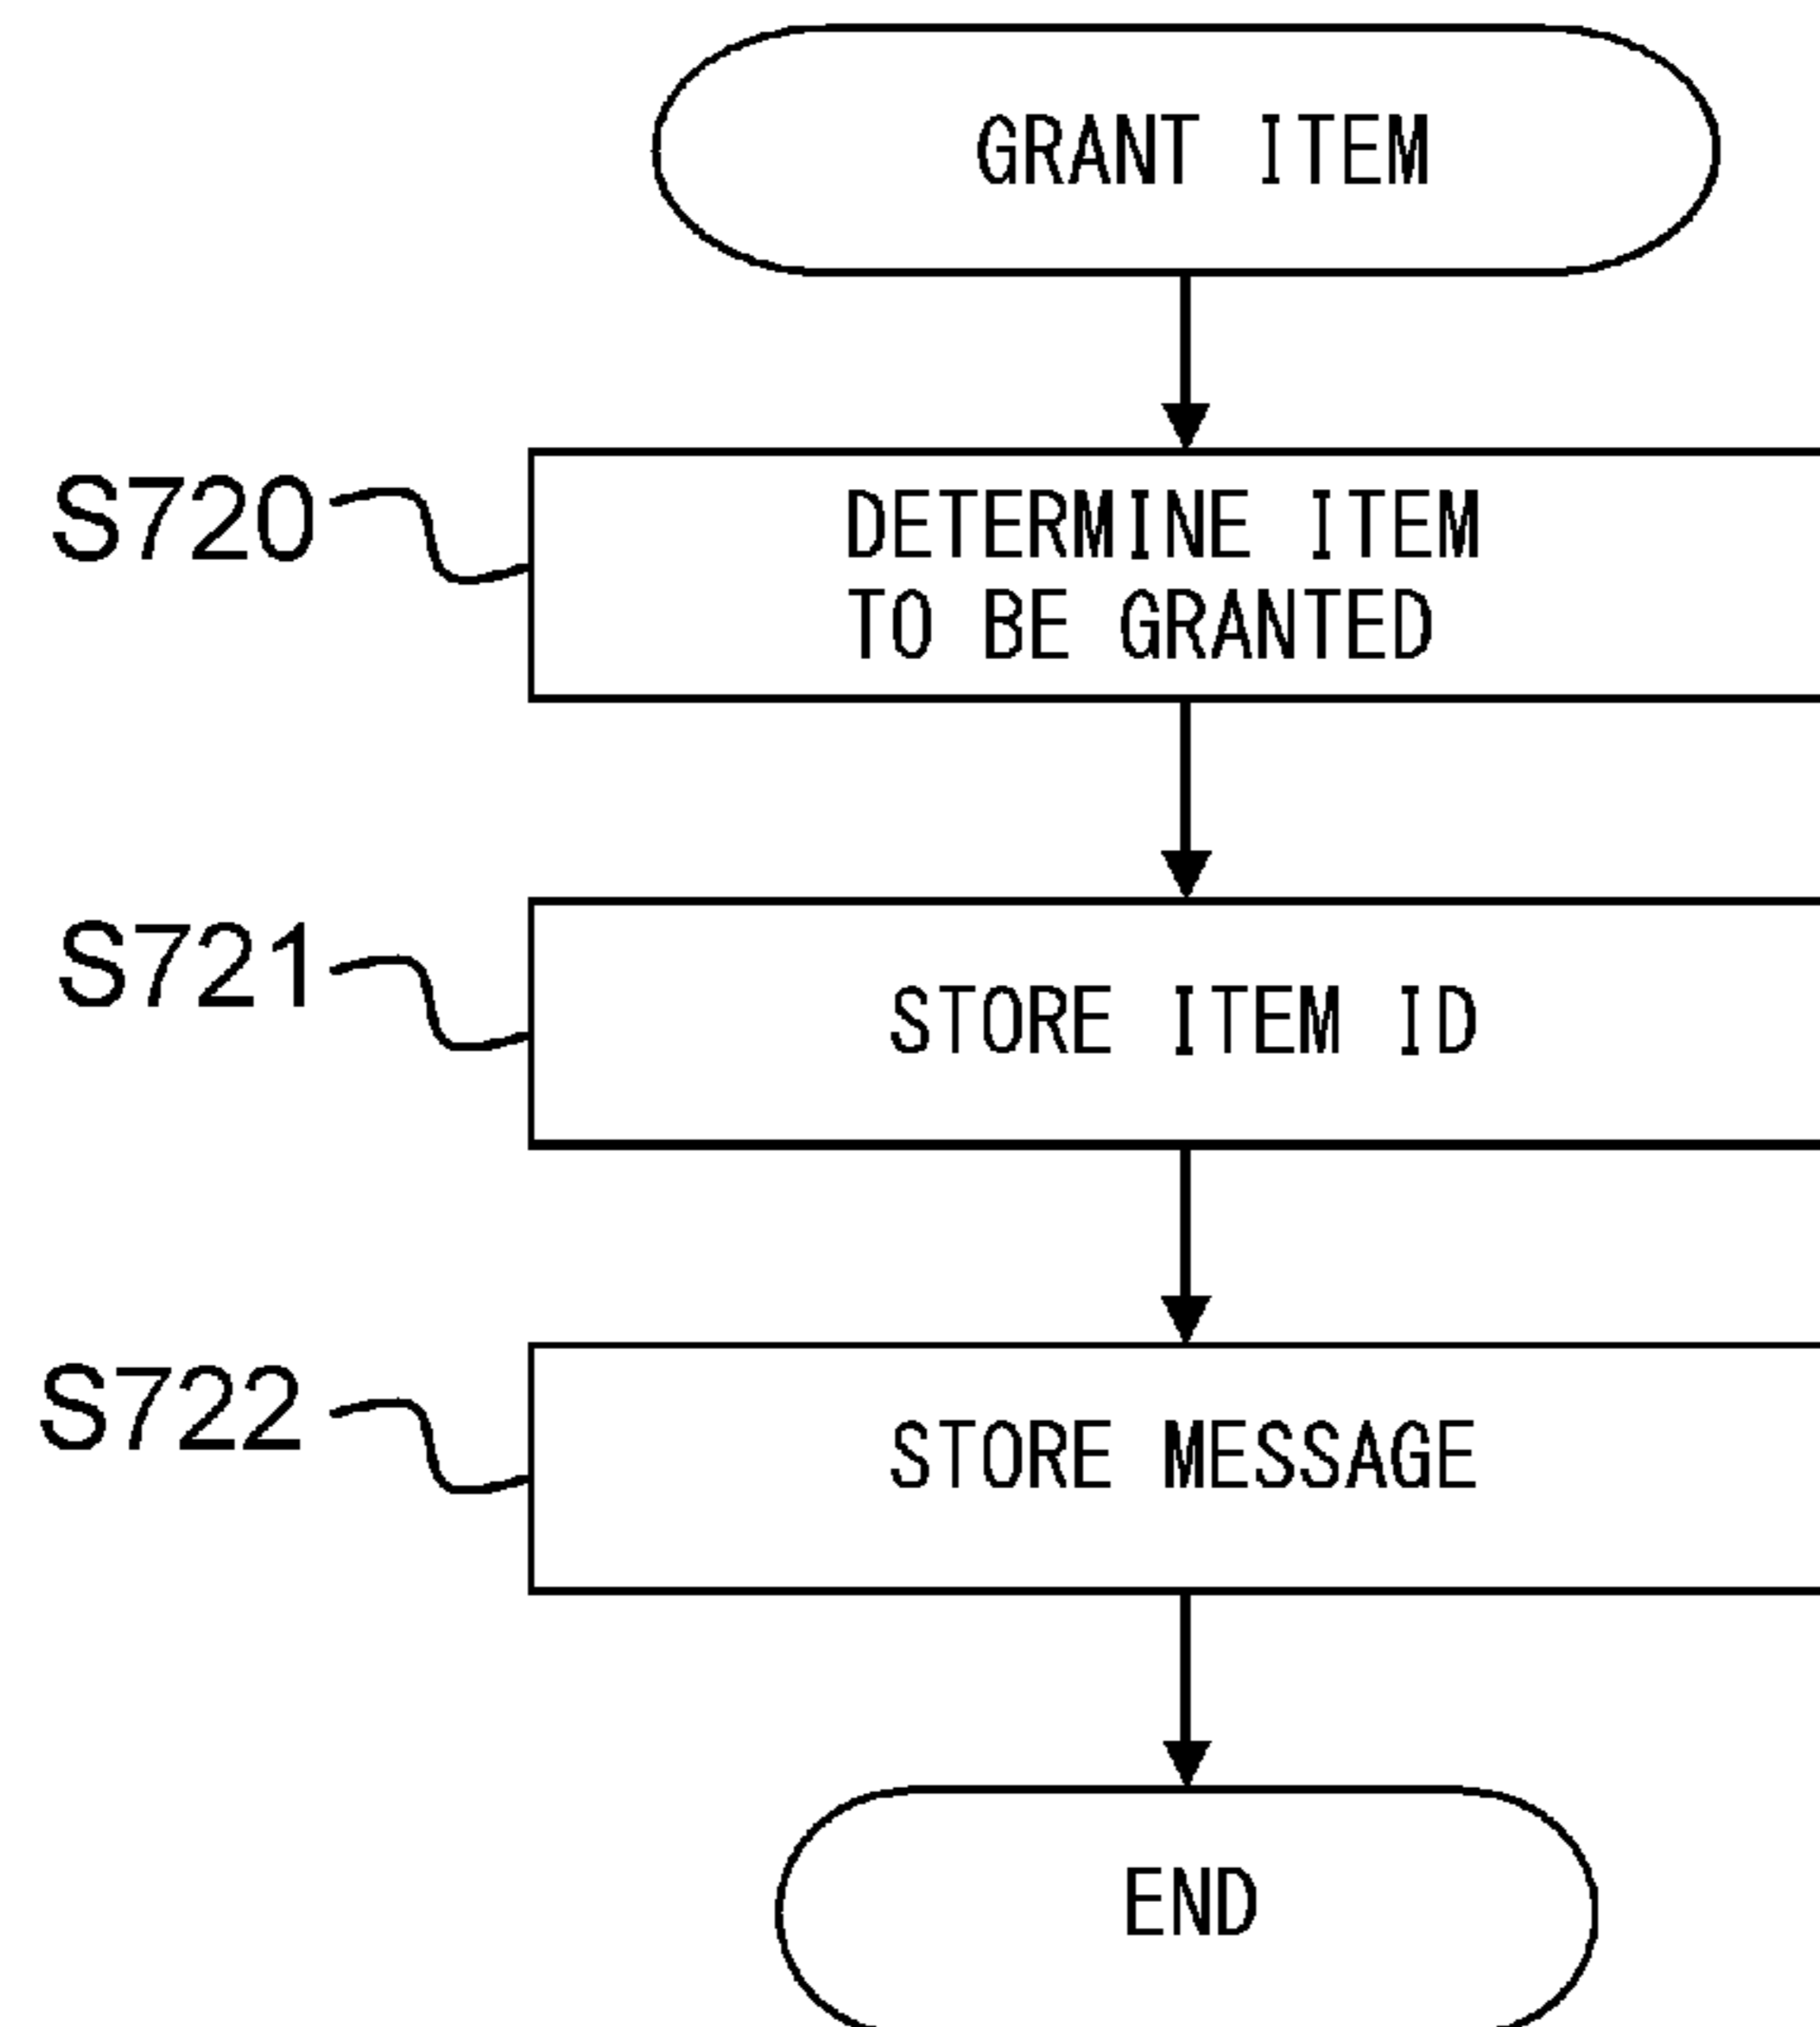 GRANT ITEM
S720
DETERMINE ITEM
TO BE GRANTED
S721
STORE ITEM ID
S722
STORE MESSAGE
END